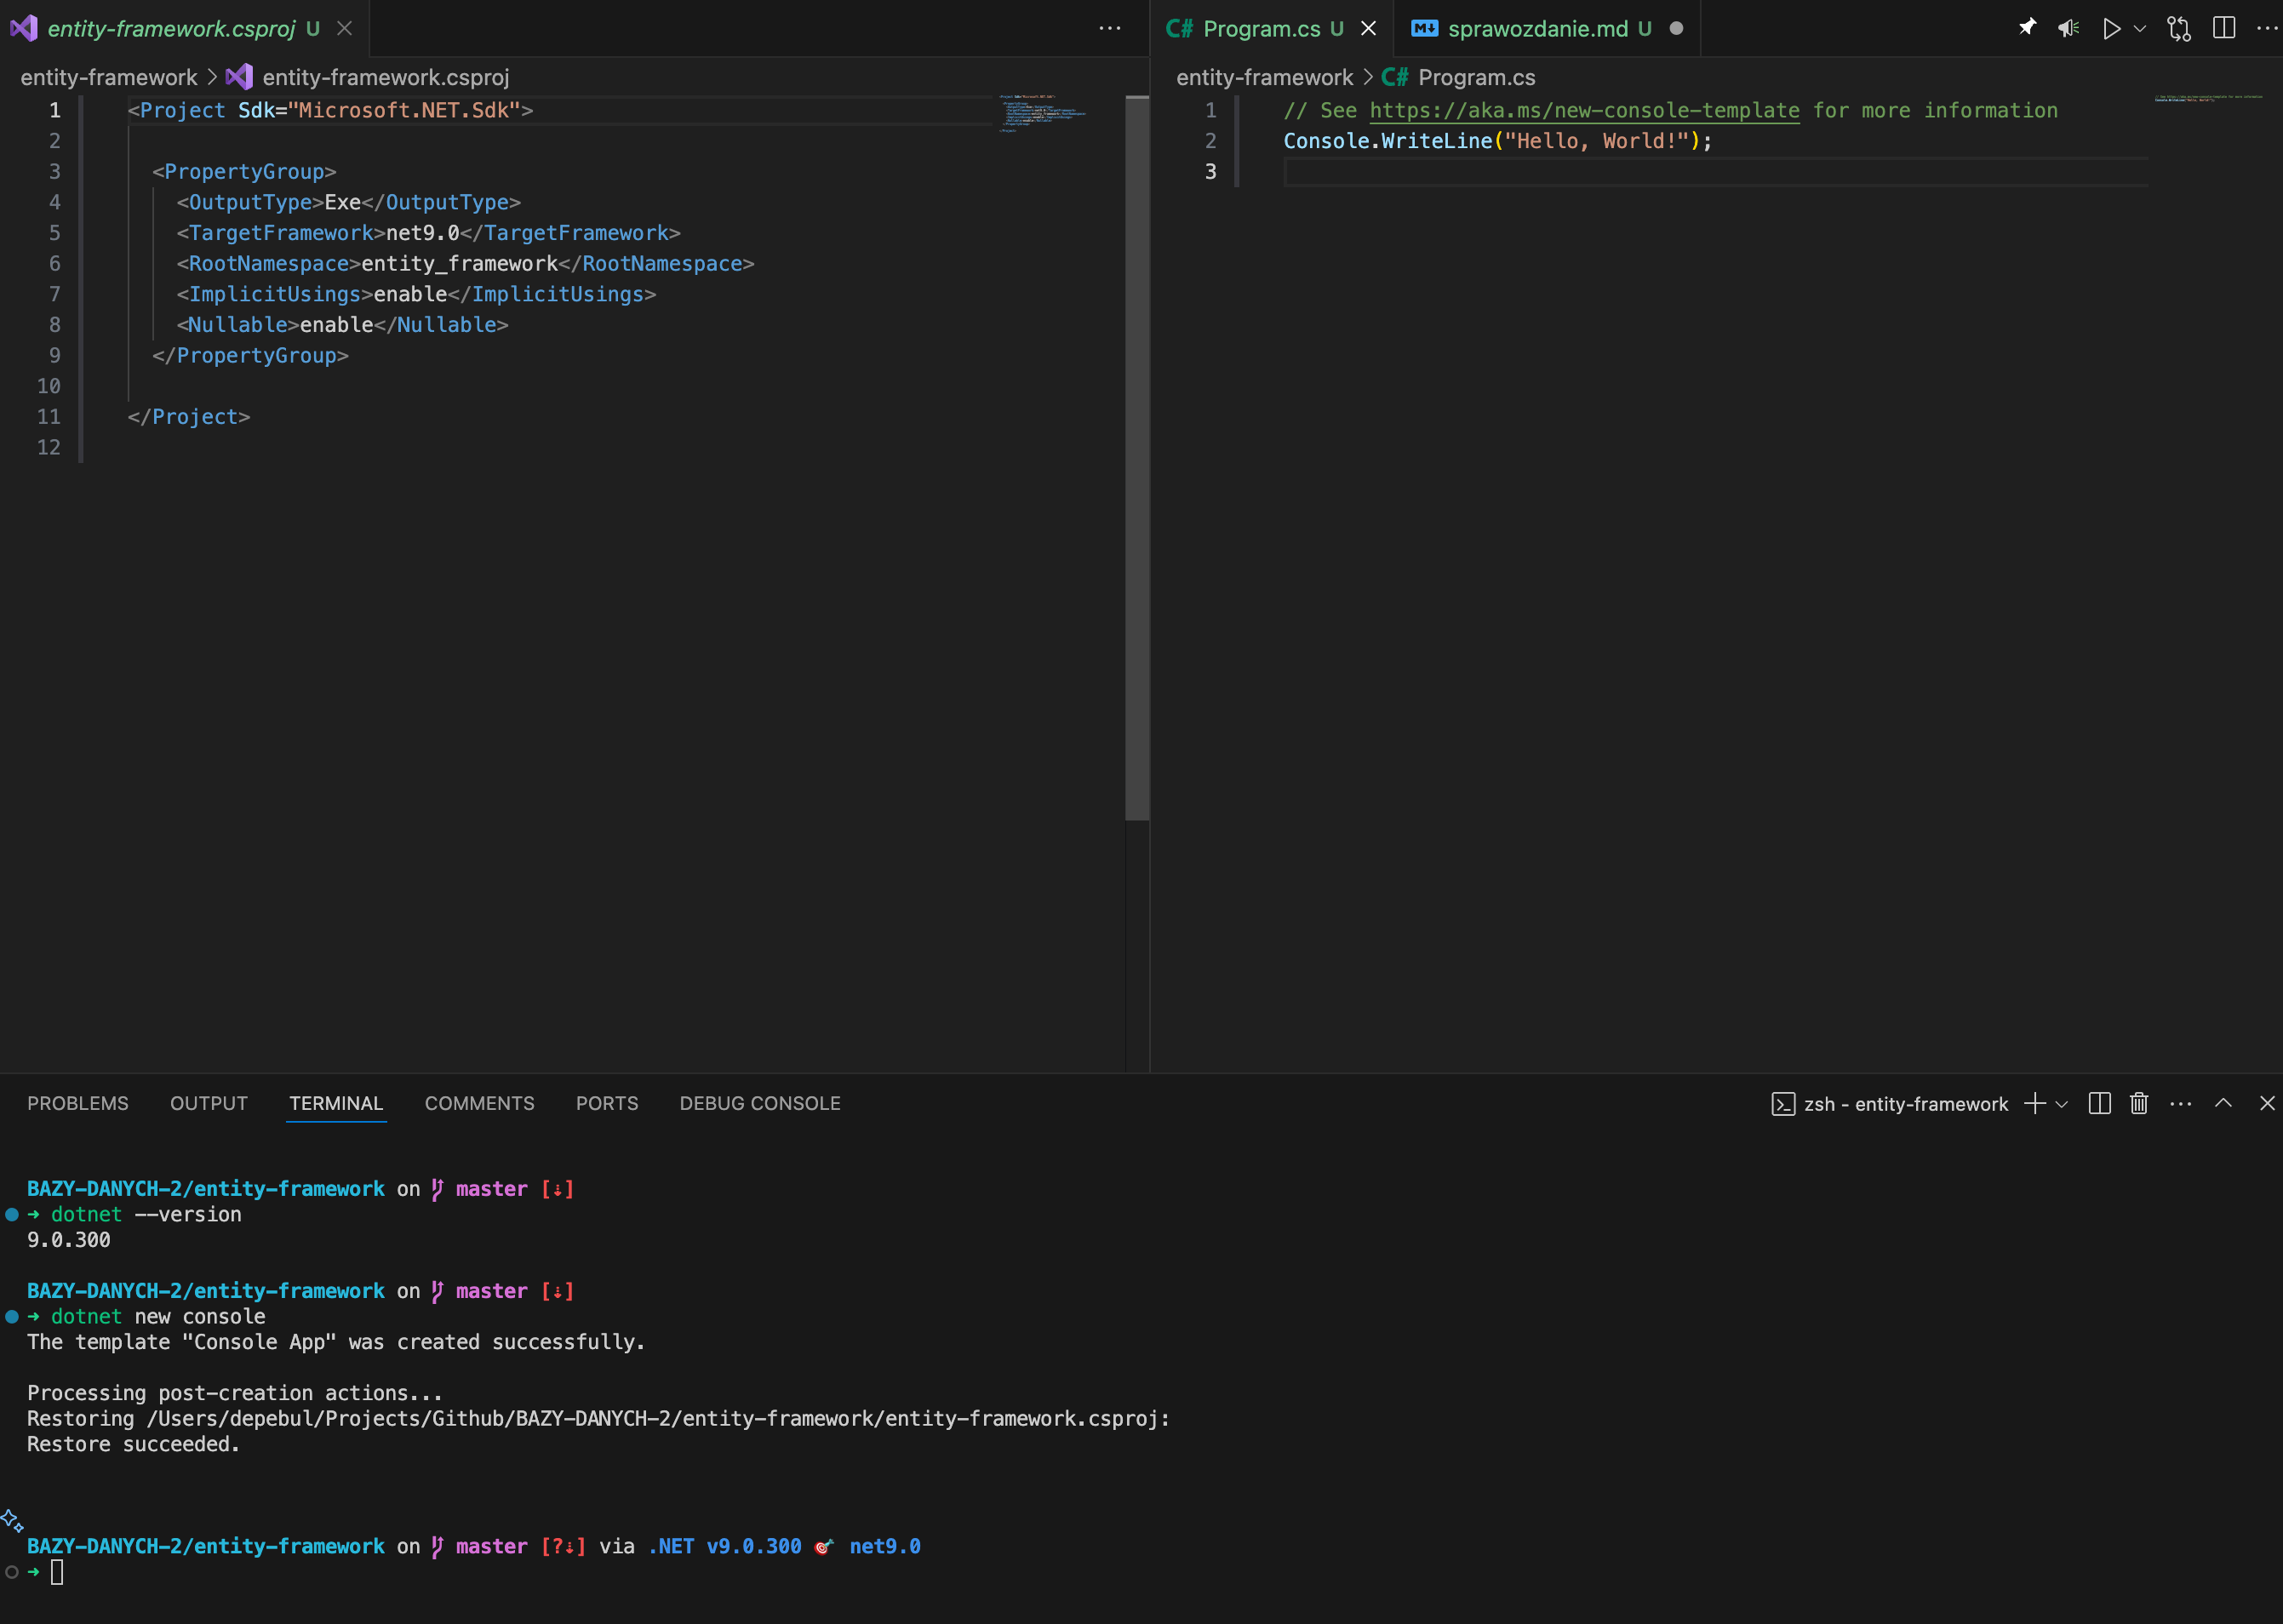 entity-framework.csproj U
entity-framework > entity-framework.csproj
1 <Project Sdk="Microsoft.NET.Sdk">
2
3 <PropertyGroup>
4 <OutputType>Exe</OutputType>
5 <TargetFramework>net9.0</TargetFramework>
6 <RootNamespace>entity_framework</RootNamespace>
7 <ImplicitUsings>enable</ImplicitUsings>
8 <Nullable>enable</Nullable>
9 </PropertyGroup>
10
11 </Project>
12
C# Program.cs U
M↓ sprawozdanie.md U
entity-framework > C# Program.cs
1 // See https://aka.ms/new-console-template for more information
2 Console.WriteLine("Hello, World!");
3
PROBLEMS OUTPUT TERMINAL COMMENTS PORTS DEBUG CONSOLE
zsh - entity-framework
BAZY-DANYCH-2/entity-framework on master [⇣]
➜ dotnet --version
9.0.300
BAZY-DANYCH-2/entity-framework on master [⇣]
➜ dotnet new console
The template "Console App" was created successfully.
Processing post-creation actions...
Restoring /Users/depebul/Projects/Github/BAZY-DANYCH-2/entity-framework/entity-framework.csproj:
Restore succeeded.
BAZY-DANYCH-2/entity-framework on master [?⇣] via .NET v9.0.300 🎯 net9.0
➜